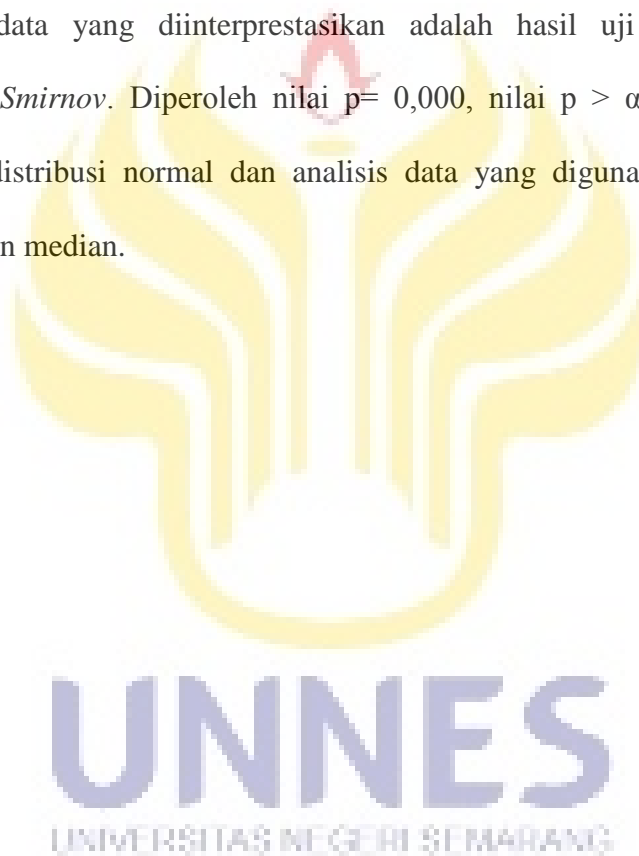 data yang diinterprestasikan adalah hasil uji
Smirnov. Diperoleh nilai p= 0,000, nilai p > α
distribusi normal dan analisis data yang diguna
n median.
UNNES
UNIVERSITAS NEGERI SEMARANG